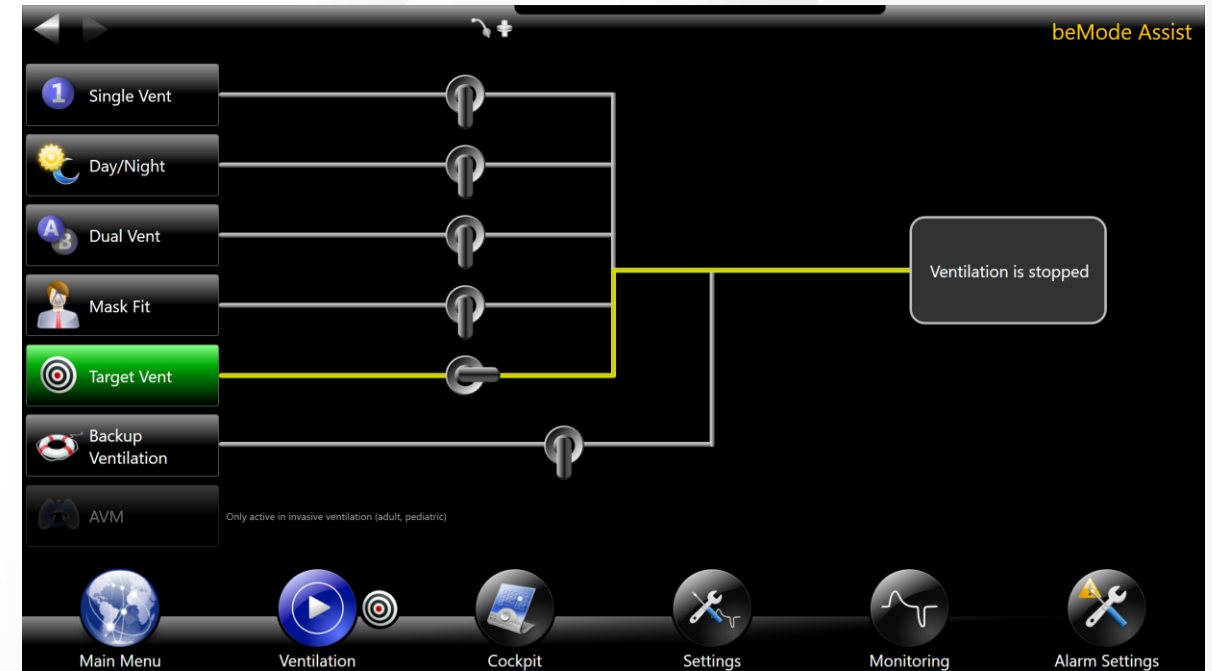 beMode Assist
1
Single Vent
Day/Night
A
B
Dual Vent
Mask Fit
Target Vent
Backup
Ventilation
AVM
Only active in invasive ventilation (adult, pediatric)
Ventilation is stopped
Main Menu
Ventilation
Cockpit
Settings
Monitoring
Alarm Settings